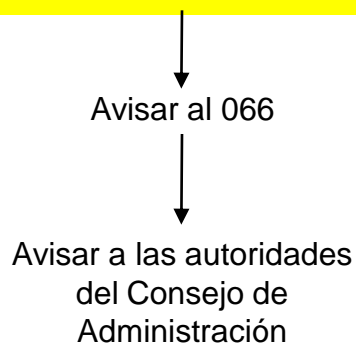 Avisar al 066
Avisar a las autoridades
del Consejo de
Administración